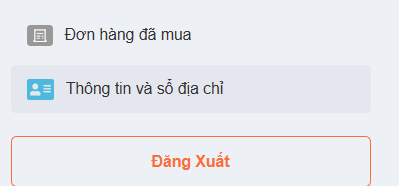 Đơn hàng đã mua
Thông tin và sổ địa chỉ
Đăng Xuất